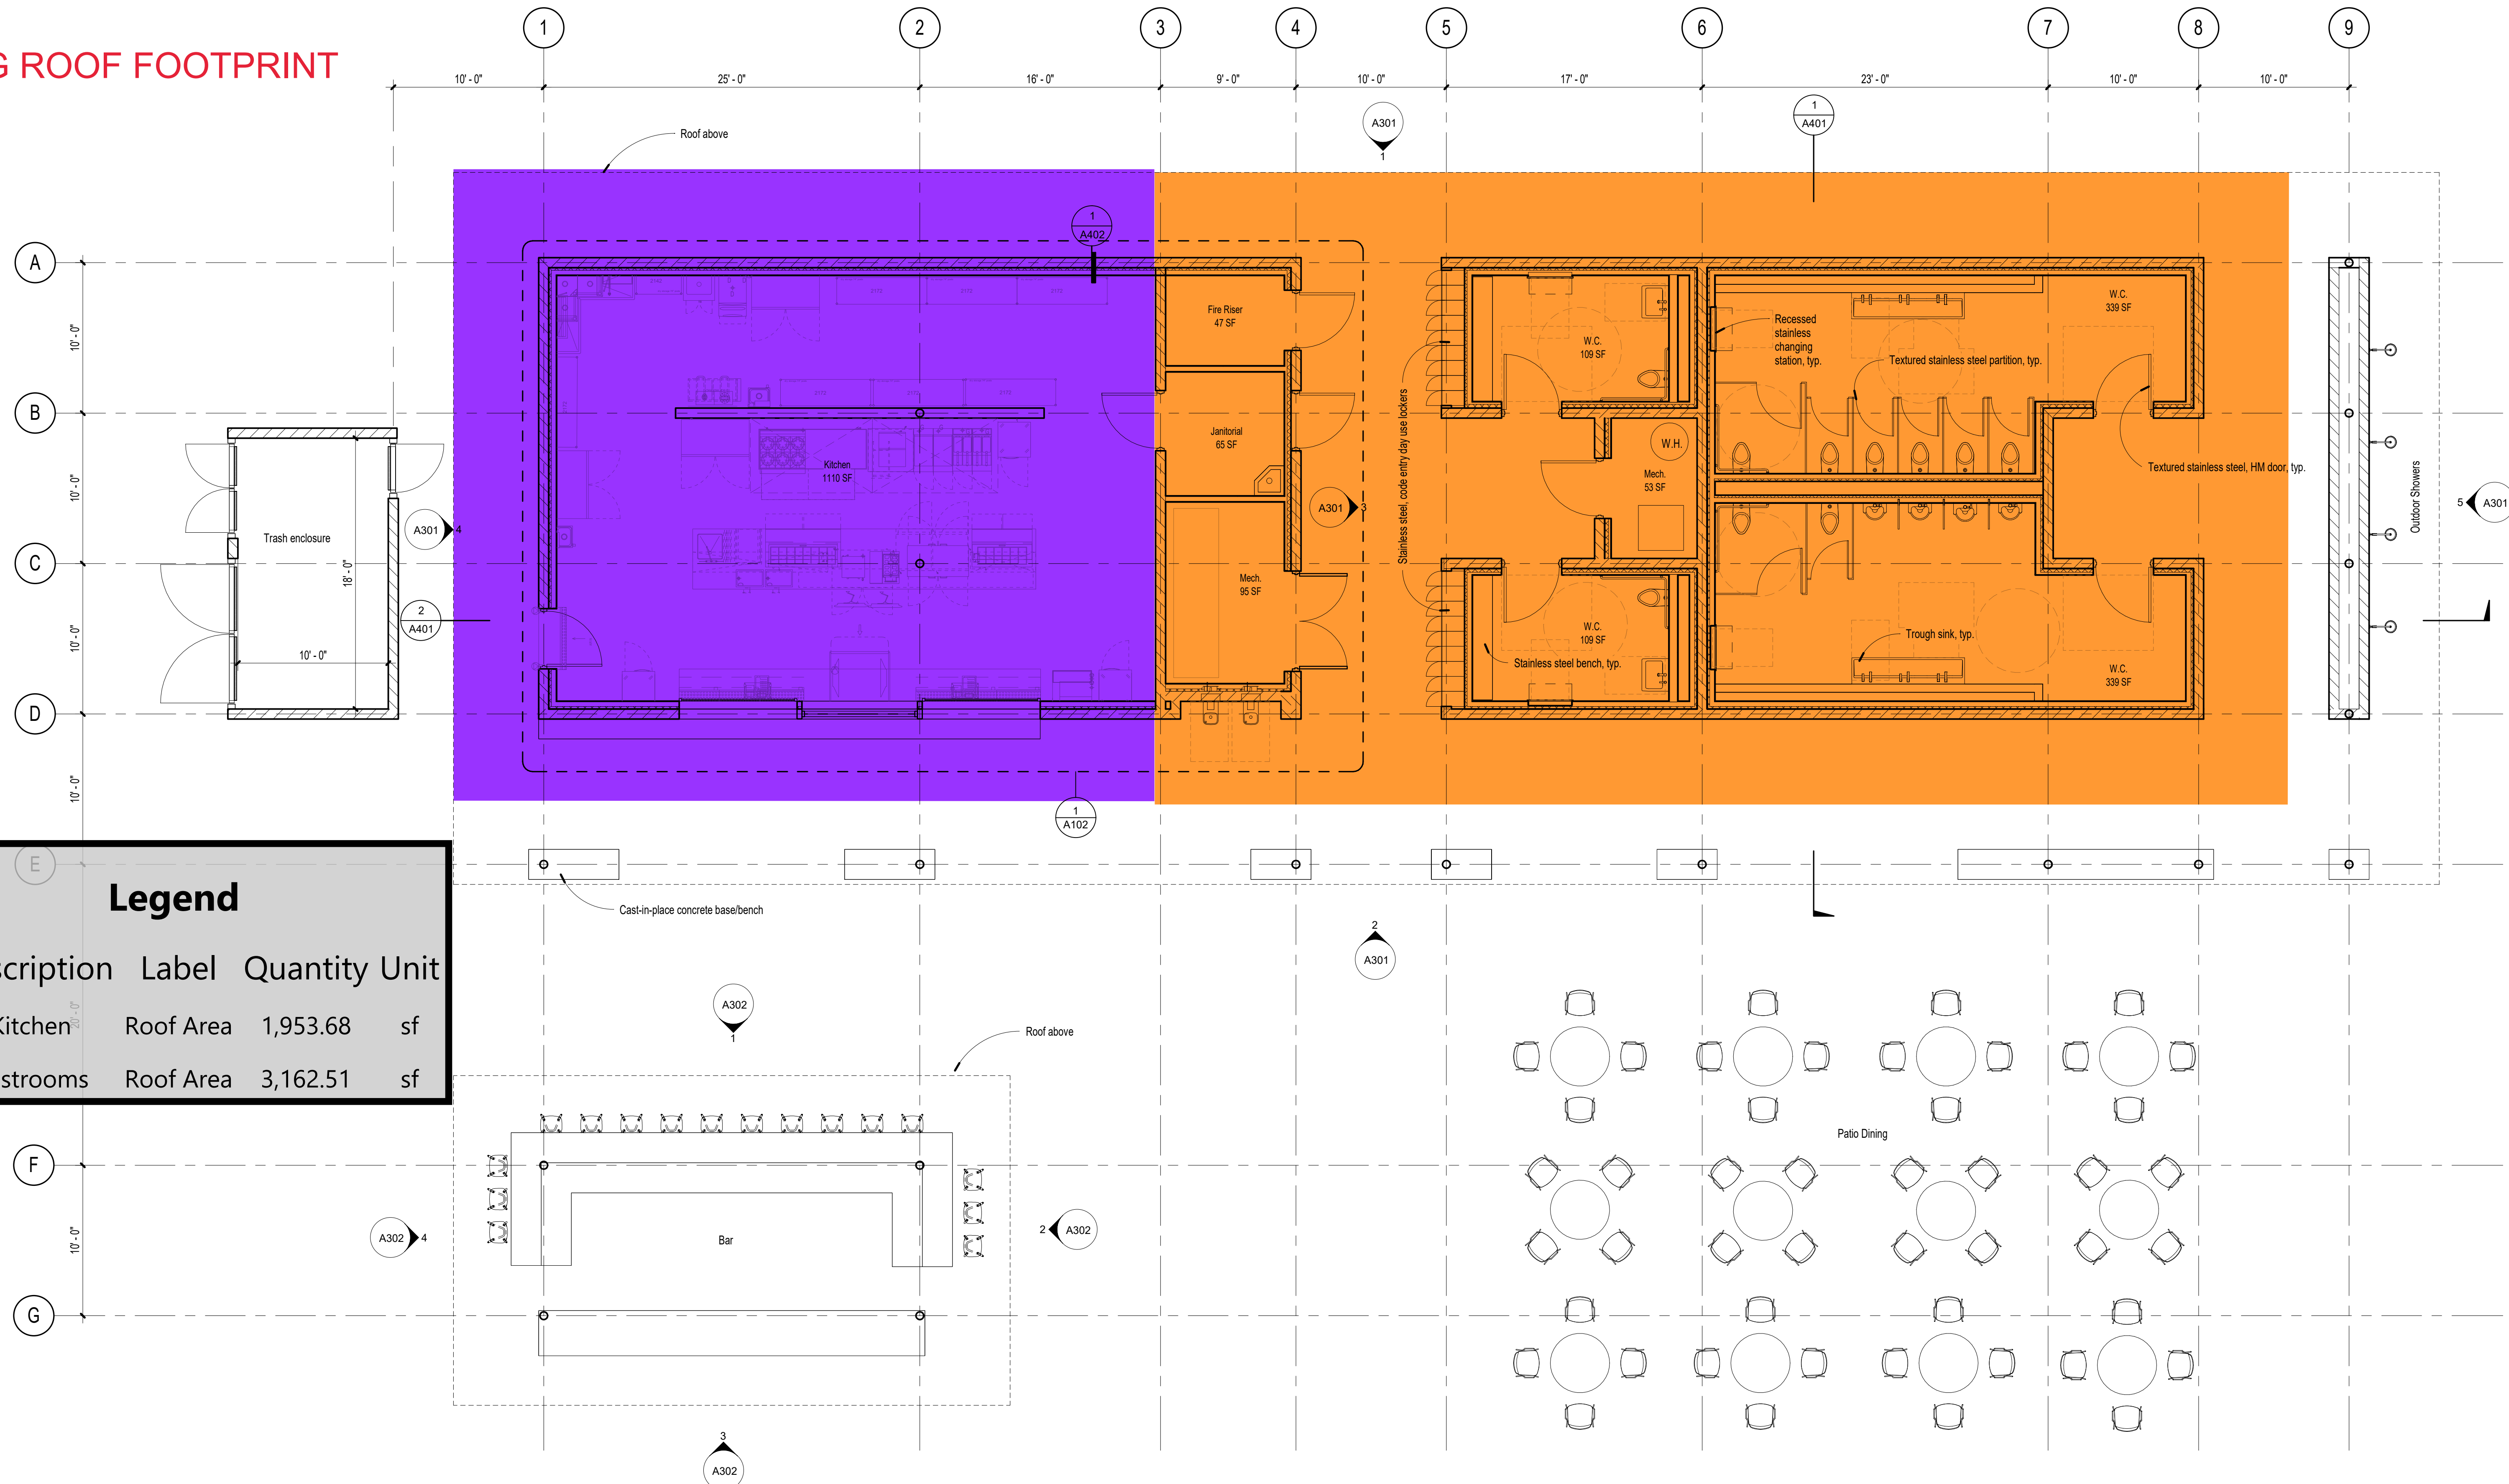 G ROOF FOOTPRINT
1
2
3
4
5
6
7
8
9
10' - 0"
25' - 0"
16' - 0"
9' - 0"
10' - 0"
17' - 0"
23' - 0"
10' - 0"
10' - 0"
Roof above
A301
1
1
A401
1
A402
A
B
C
D
E
F
G
10' - 0"
10' - 0"
10' - 0"
10' - 0"
20' - 0"
10' - 0"
Trash enclosure
18' - 0"
10' - 0"
A301
4
2
A401
Kitchen
1110 SF
Fire Riser
47 SF
Janitorial
65 SF
Mech.
95 SF
A301
3
Stainless steel, code entry day use lockers
W.C.
109 SF
W.H.
Mech.
53 SF
W.C.
109 SF
Stainless steel bench, typ.
Recessed
stainless
changing
station, typ.
Textured stainless steel partition, typ.
W.C.
339 SF
Textured stainless steel, HM door, typ.
Trough sink, typ.
W.C.
339 SF
Outdoor Showers
5
A301
1
A102
Cast-in-place concrete base/bench
2
A301
Legend
scription Label Quantity Unit
Kitchen Roof Area 1,953.68 sf
strooms Roof Area 3,162.51 sf
A302
1
Roof above
A302
4
Bar
2
A302
3
A302
Patio Dining